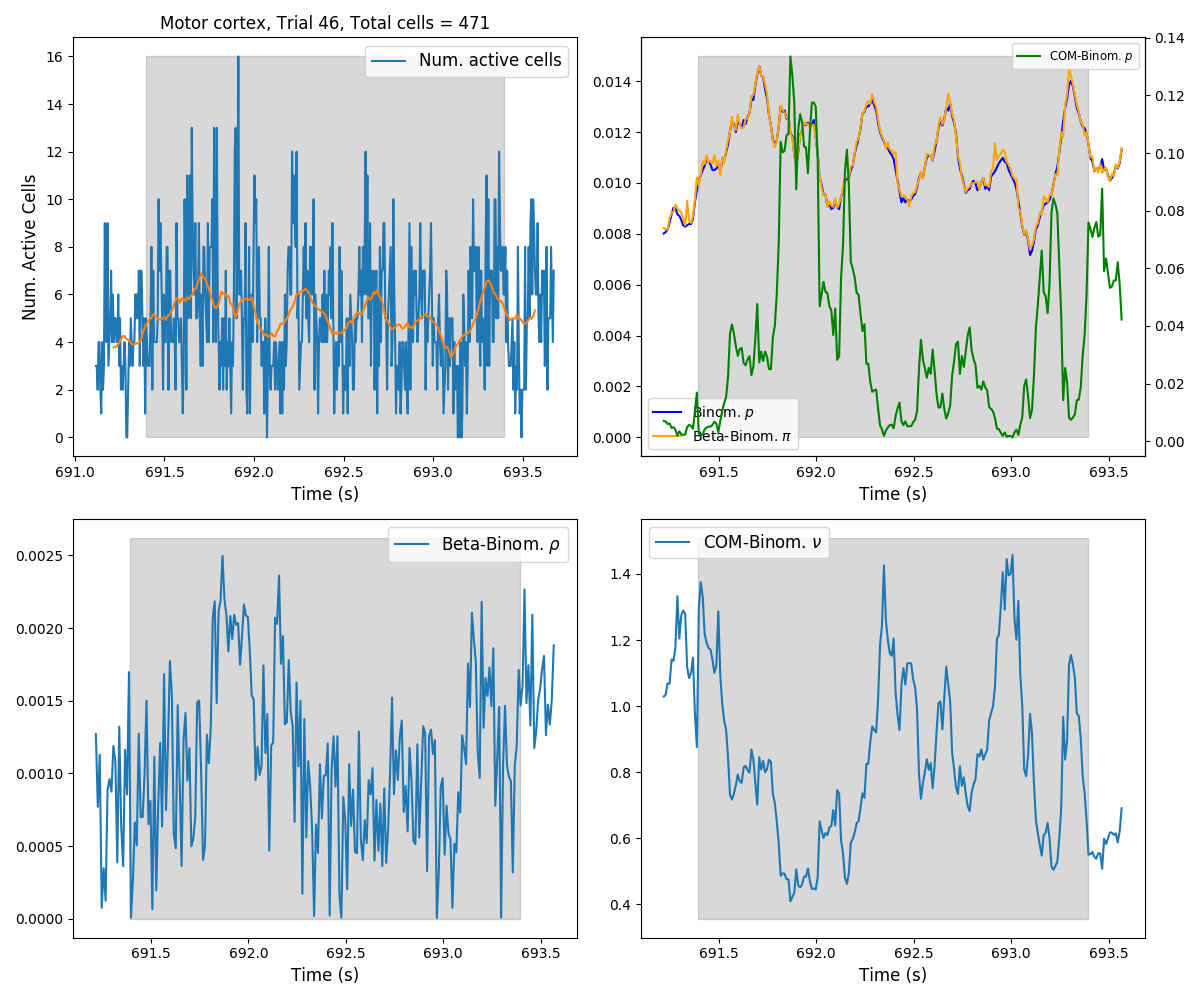 Motor cortex, Trial 46, Total cells = 471
Num. active cells
Num. Active Cells
16
14
12
10
8
6
4
2
0
691.0 691.5 692.0 692.5 693.0 693.5
Time (s)
COM-Binom. p
0.014
0.012
0.010
0.008
0.006
0.004
0.002
0.000
0.14
0.12
0.10
0.08
0.06
0.04
0.02
0.00
Binom. p
Beta-Binom. π
691.5 692.0 692.5 693.0 693.5
Time (s)
Beta-Binom. ρ
0.0025
0.0020
0.0015
0.0010
0.0005
0.0000
691.5 692.0 692.5 693.0 693.5
Time (s)
COM-Binom. ν
1.4
1.2
1.0
0.8
0.6
0.4
691.5 692.0 692.5 693.0 693.5
Time (s)